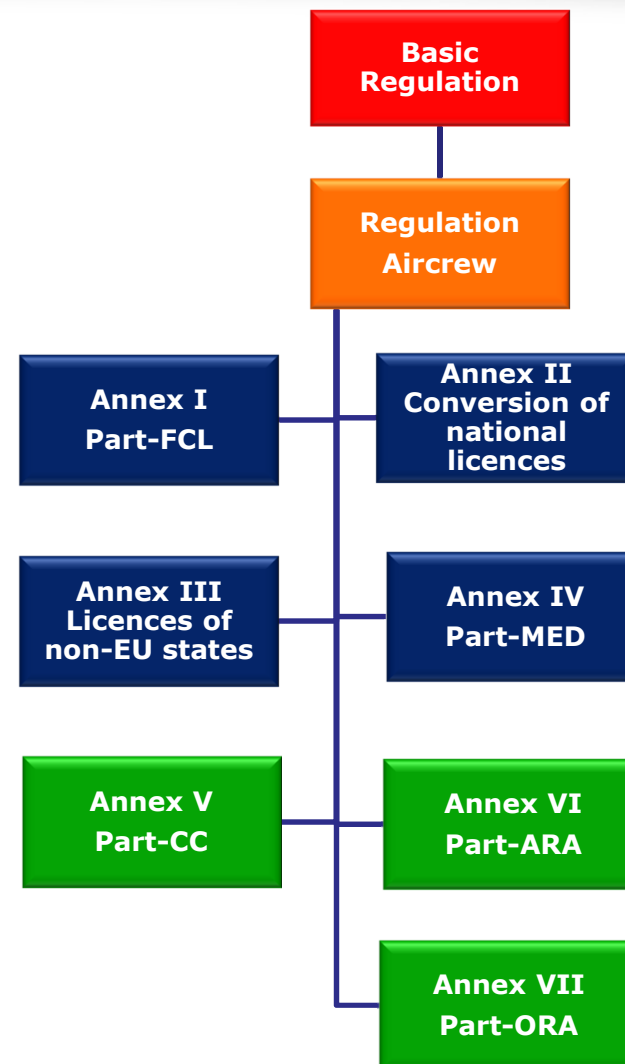 Basic
Regulation
Regulation
Aircrew
Annex I
Part-FCL
Annex II
Conversion of
national
licences
Annex III
Licences of
non-EU states
Annex IV
Part-MED
Annex V
Part-CC
Annex VI
Part-ARA
Annex VII
Part-ORA